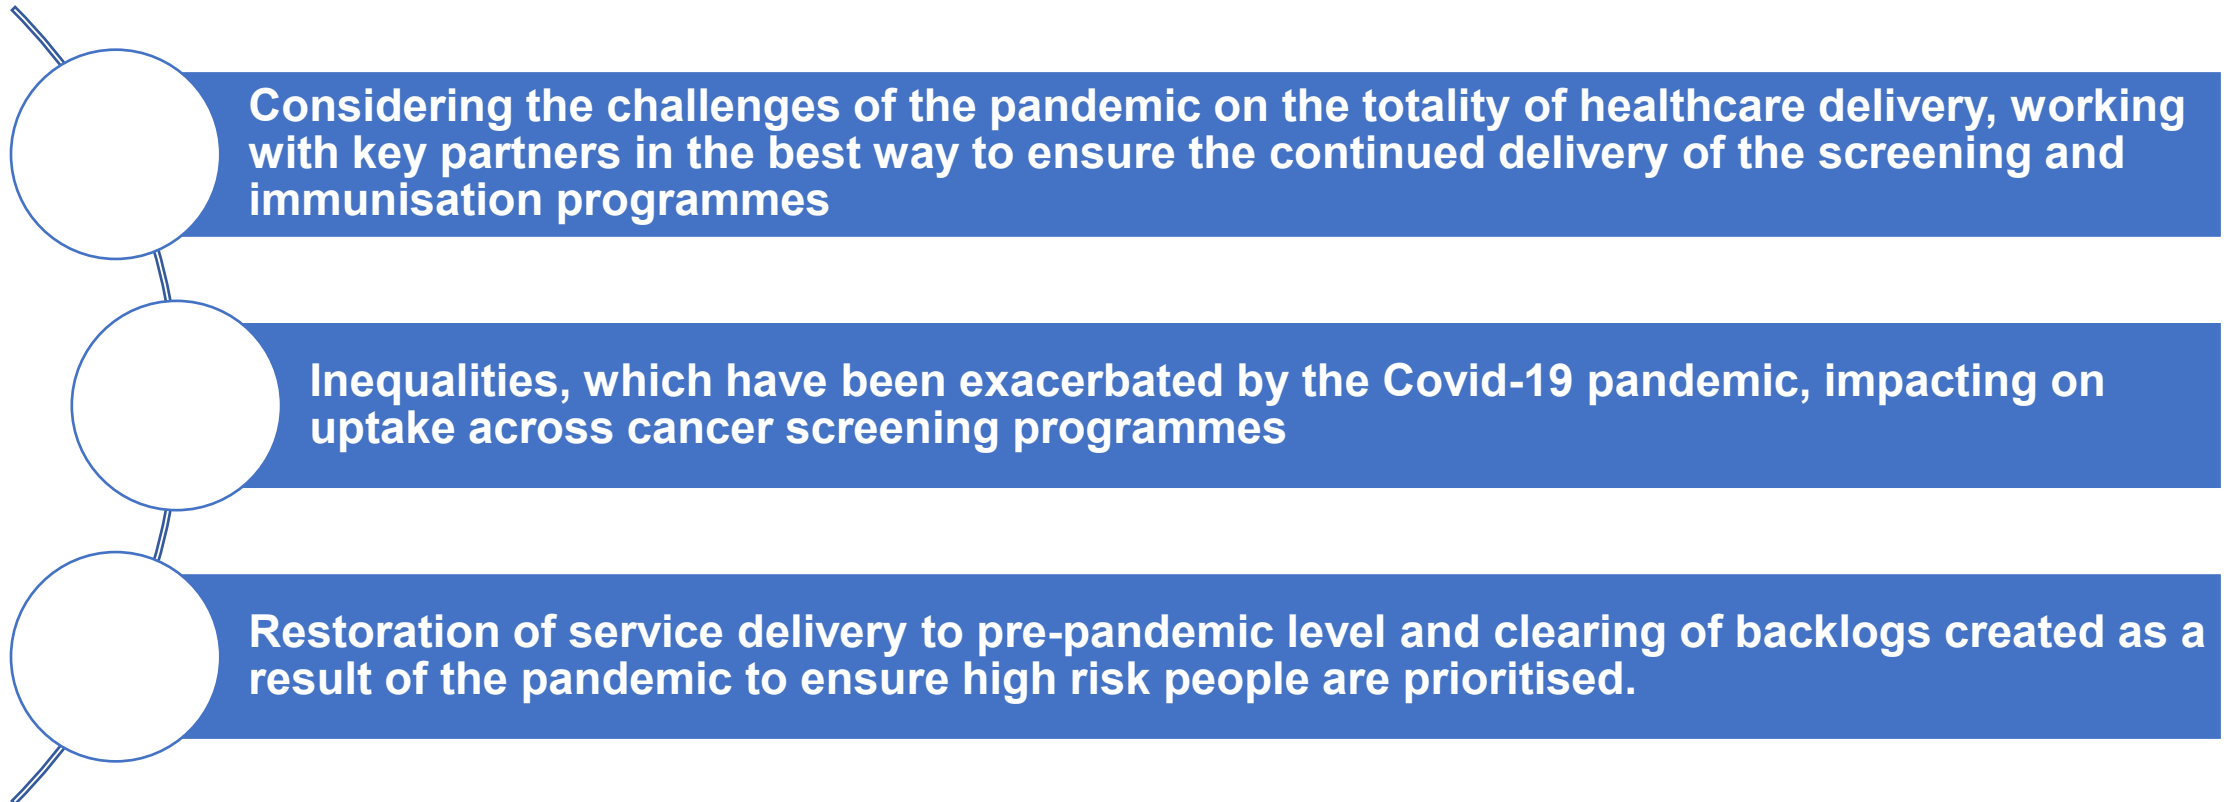 Considering the challenges of the pandemic on the totality of healthcare delivery, working
with key partners in the best way to ensure the continued delivery of the screening and
immunisation programmes
Inequalities, which have been exacerbated by the Covid-19 pandemic, impacting on
uptake across cancer screening programmes
Restoration of service delivery to pre-pandemic level and clearing of backlogs created as a
result of the pandemic to ensure high risk people are prioritised.